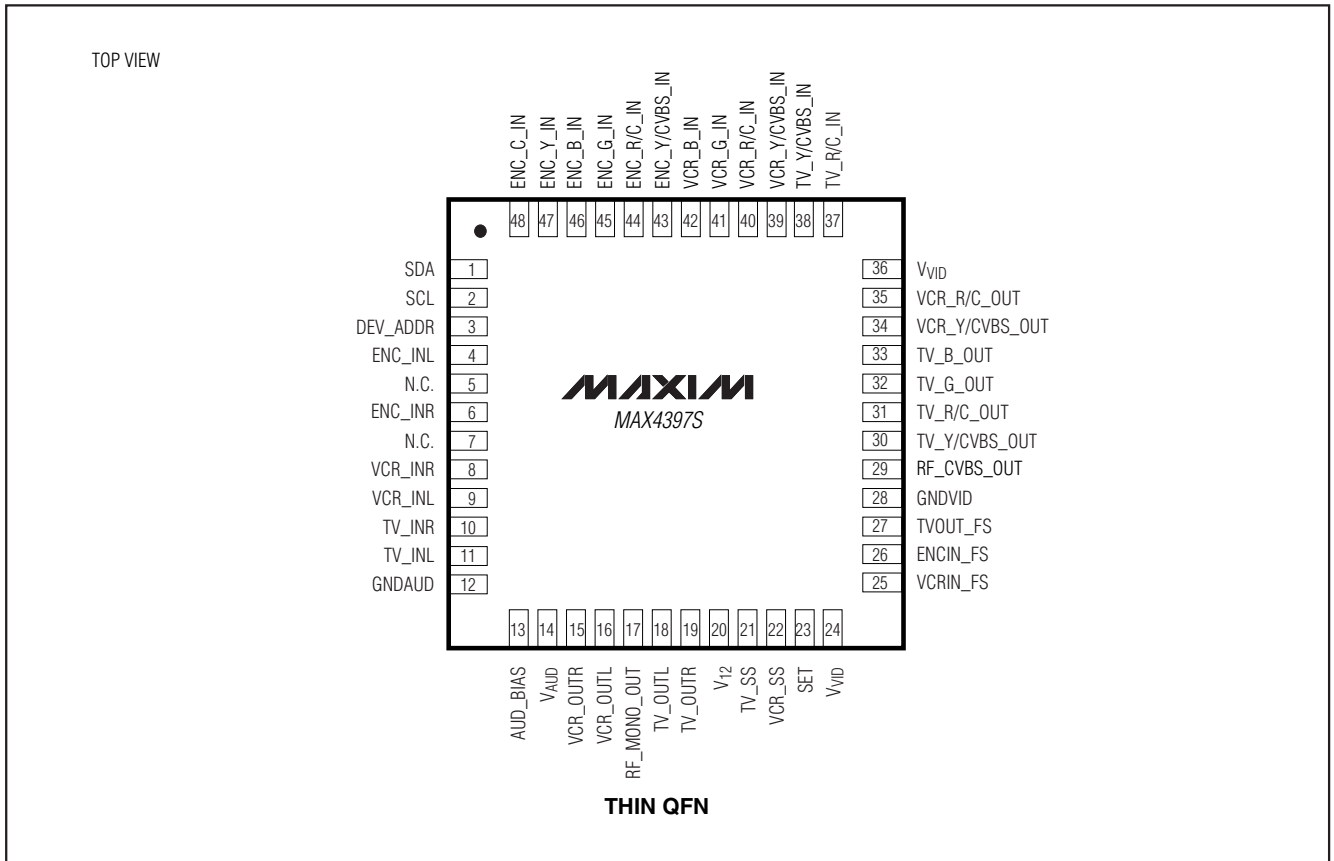 TOP VIEW
ENC_C_IN
ENC_Y_IN
ENC_B_IN
ENC_G_IN
ENC_R/C_IN
ENC_Y/CVBS_IN
VCR_B_IN
VCR_G_IN
VCR_R/C_IN
VCR_Y/CVBS_IN
TV_Y/CVBS_IN
TV_R/C_IN
48 47 46 45 44 43 42 41 40 39 38 37
SDA 1
SCL 2
DEV_ADDR 3
ENC_INL 4
N.C. 5
ENC_INR 6
N.C. 7
VCR_INR 8
VCR_INL 9
TV_INR 10
TV_INL 11
GNDAUD 12
MAXIM
MAX4397S
36 VVID
35 VCR_R/C_OUT
34 VCR_Y/CVBS_OUT
33 TV_B_OUT
32 TV_G_OUT
31 TV_R/C_OUT
30 TV_Y/CVBS_OUT
29 RF_CVBS_OUT
28 GNDVID
27 TVOUT_FS
26 ENCIN_FS
25 VCRIN_FS
13 14 15 16 17 18 19 20 21 22 23 24
AUD_BIAS
VAUD
VCR_OUTR
VCR_OUTL
RF_MONO_OUT
TV_OUTL
TV_OUTR
V12
TV_SS
VCR_SS
SET
VVID
THIN QFN